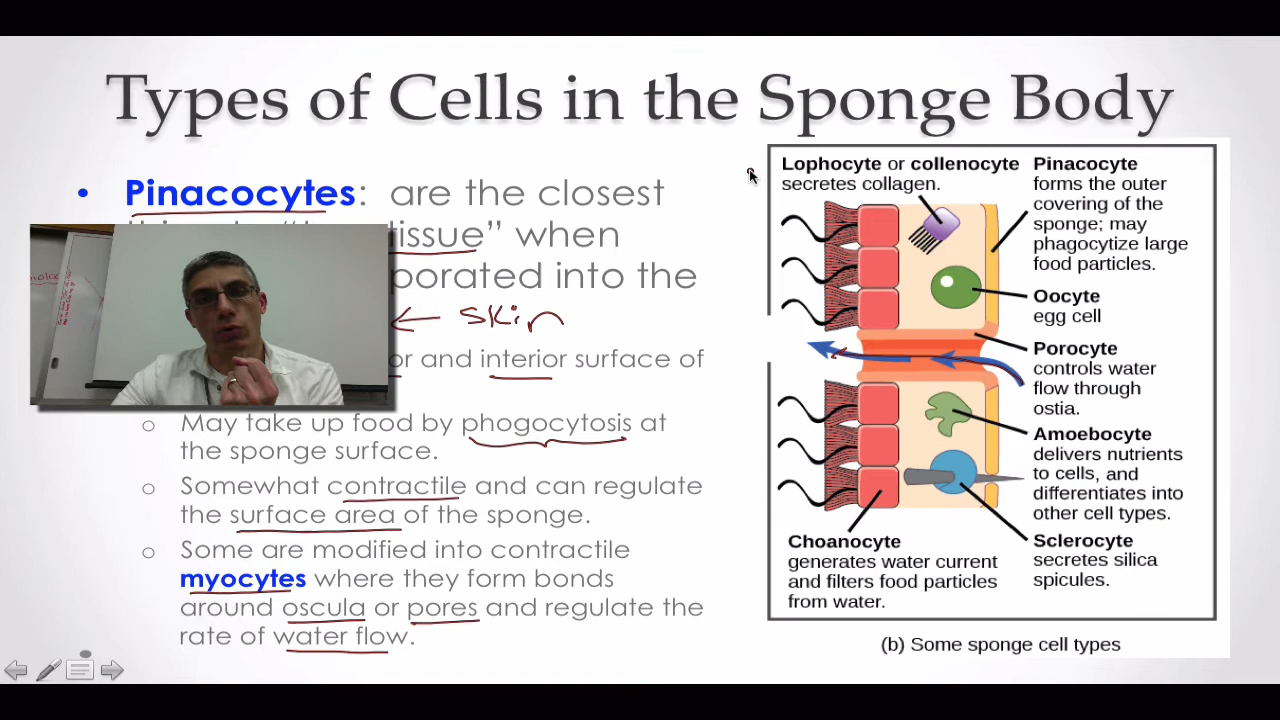 Types of Cells in the Sponge Body
• Pinacocytes: are the closest
tissue" when
porated into the
← skin
or and interior surface of
o May take up food by phogocytosis at
the sponge surface.
o Somewhat contractile and can regulate
the surface area of the sponge.
o Some are modified into contractile
myocytes where they form bonds
around oscula or pores and regulate the
rate of water flow.
Lophocyte or collenocyte
secretes collagen.
Pinacocyte
forms the outer
covering of the
sponge; may
phagocytize large
food particles.
Oocyte
egg cell
Porocyte
controls water
flow through
ostia.
Amoebocyte
delivers nutrients
to cells, and
differentiates into
other cell types.
Choanocyte
generates water current
and filters food particles
from water.
Sclerocyte
secretes silica
spicules.
(b) Some sponge cell types